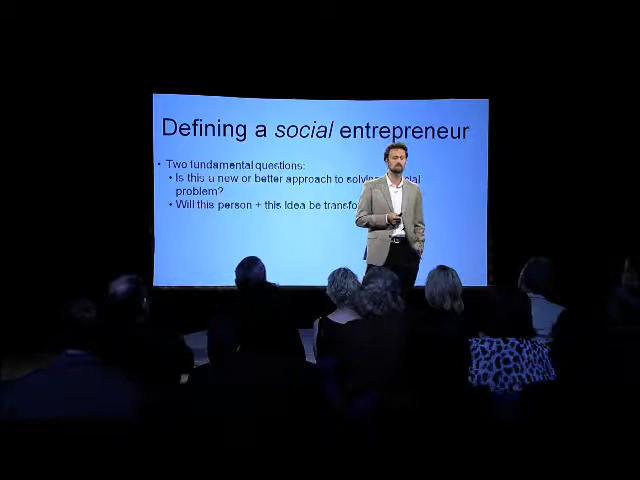 Defining a social entrepreneur
• Two fundamental questions:
• Is this a new or better approach to
problem?
• Will this person + this Idea be